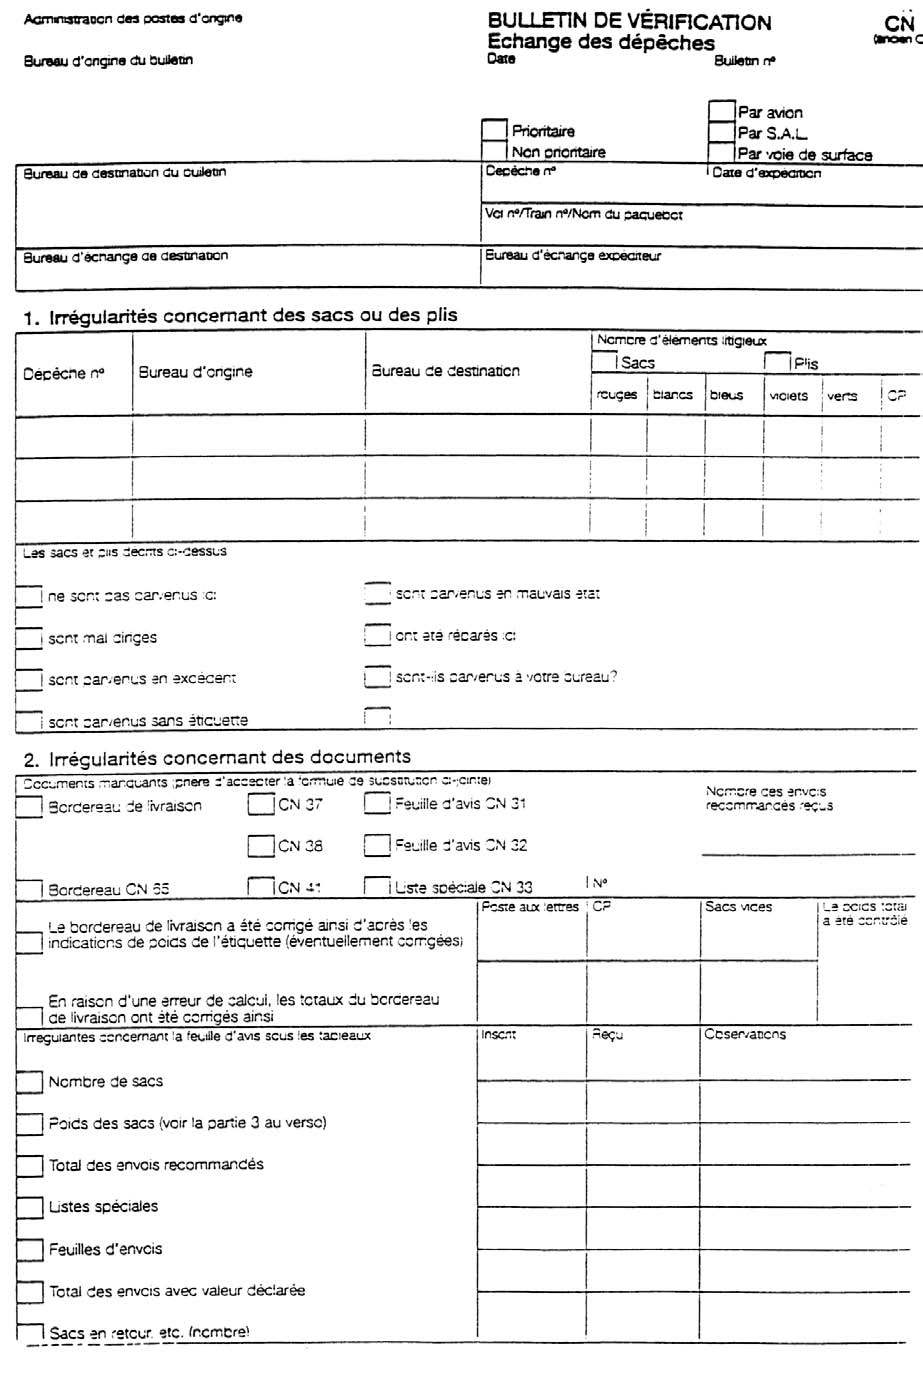 Administration des postes d'origine
BULLETIN DE VÉRIFICATION
CN
Echange des dépêches
(ancien C
Bureau d'origine du bulletin
Date
Bulletin nº
Par avion
Prioritaire
Par S.A.L.
Non prioritaire
Par voie de surface
Bureau de destination du bulletin
Dépêche nº
Date d'expédition
Vol nº/Train nº/Nom du paquebot
Bureau d'échange de destination
Bureau d'échange expéditeur
1. Irrégularités concernant des sacs ou des plis
Dépêche nº
Bureau d'origine
Bureau de destination
Nombre d'éléments litigieux
Sacs
Plis
rouges
blancs
bleus
violets
verts
CP
Les sacs et plis décrits ci-dessus
ne sont pas parvenus ici
sont parvenus en mauvais état
sont mal dirigés
ont été réparés ici
sont parvenus en excédent
sont-ils parvenus à votre bureau?
sont parvenus sans étiquette
2. Irrégularités concernant des documents
Documents manquants (prière d'accepter la formule de substitution ci-jointe)
Bordereau de livraison
CN 37
Feuille d'avis CN 31
Nombre des envois
recommandés reçus
CN 38
Feuille d'avis CN 32
Bordereau CN 65
CN 41
Liste spéciale CN 33
Nº
Poste aux lettres
CP
Sacs vides
Le poids total
a été contrôlé
Le bordereau de livraison a été corrigé ainsi d'après les
indications de poids de l'étiquette (éventuellement corrigées)
En raison d'une erreur de calcul, les totaux du bordereau
de livraison ont été corrigés ainsi
Irrégularités concernant la feuille d'avis sous les tableaux
Inscrit
Reçu
Observations
Nombre de sacs
Poids des sacs (voir la partie 3 au verso)
Total des envois recommandés
Listes spéciales
Feuilles d'envois
Total des envois avec valeur déclarée
Sacs en retour, etc. (nombre)